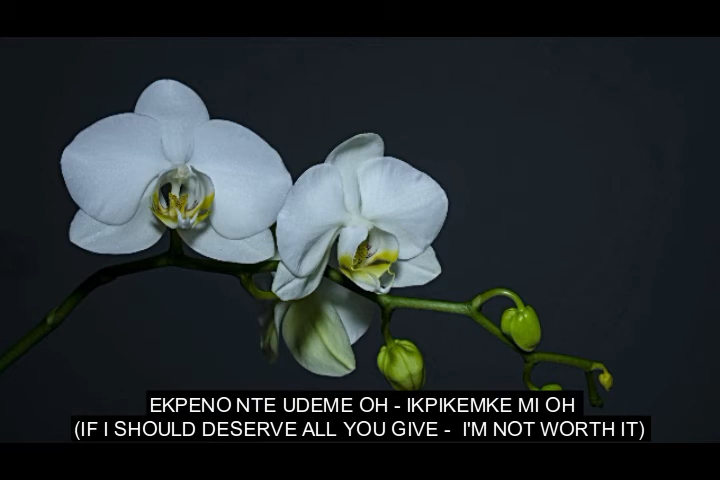 EKPENO NTE UDEME OH - IKPIKEMKE MI OH
(IF I SHOULD DESERVE ALL YOU GIVE -  I'M NOT WORTH IT)